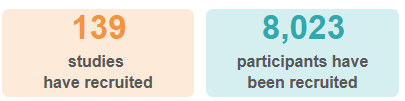 139
studies
have recruited
8,023
participants have
been recruited